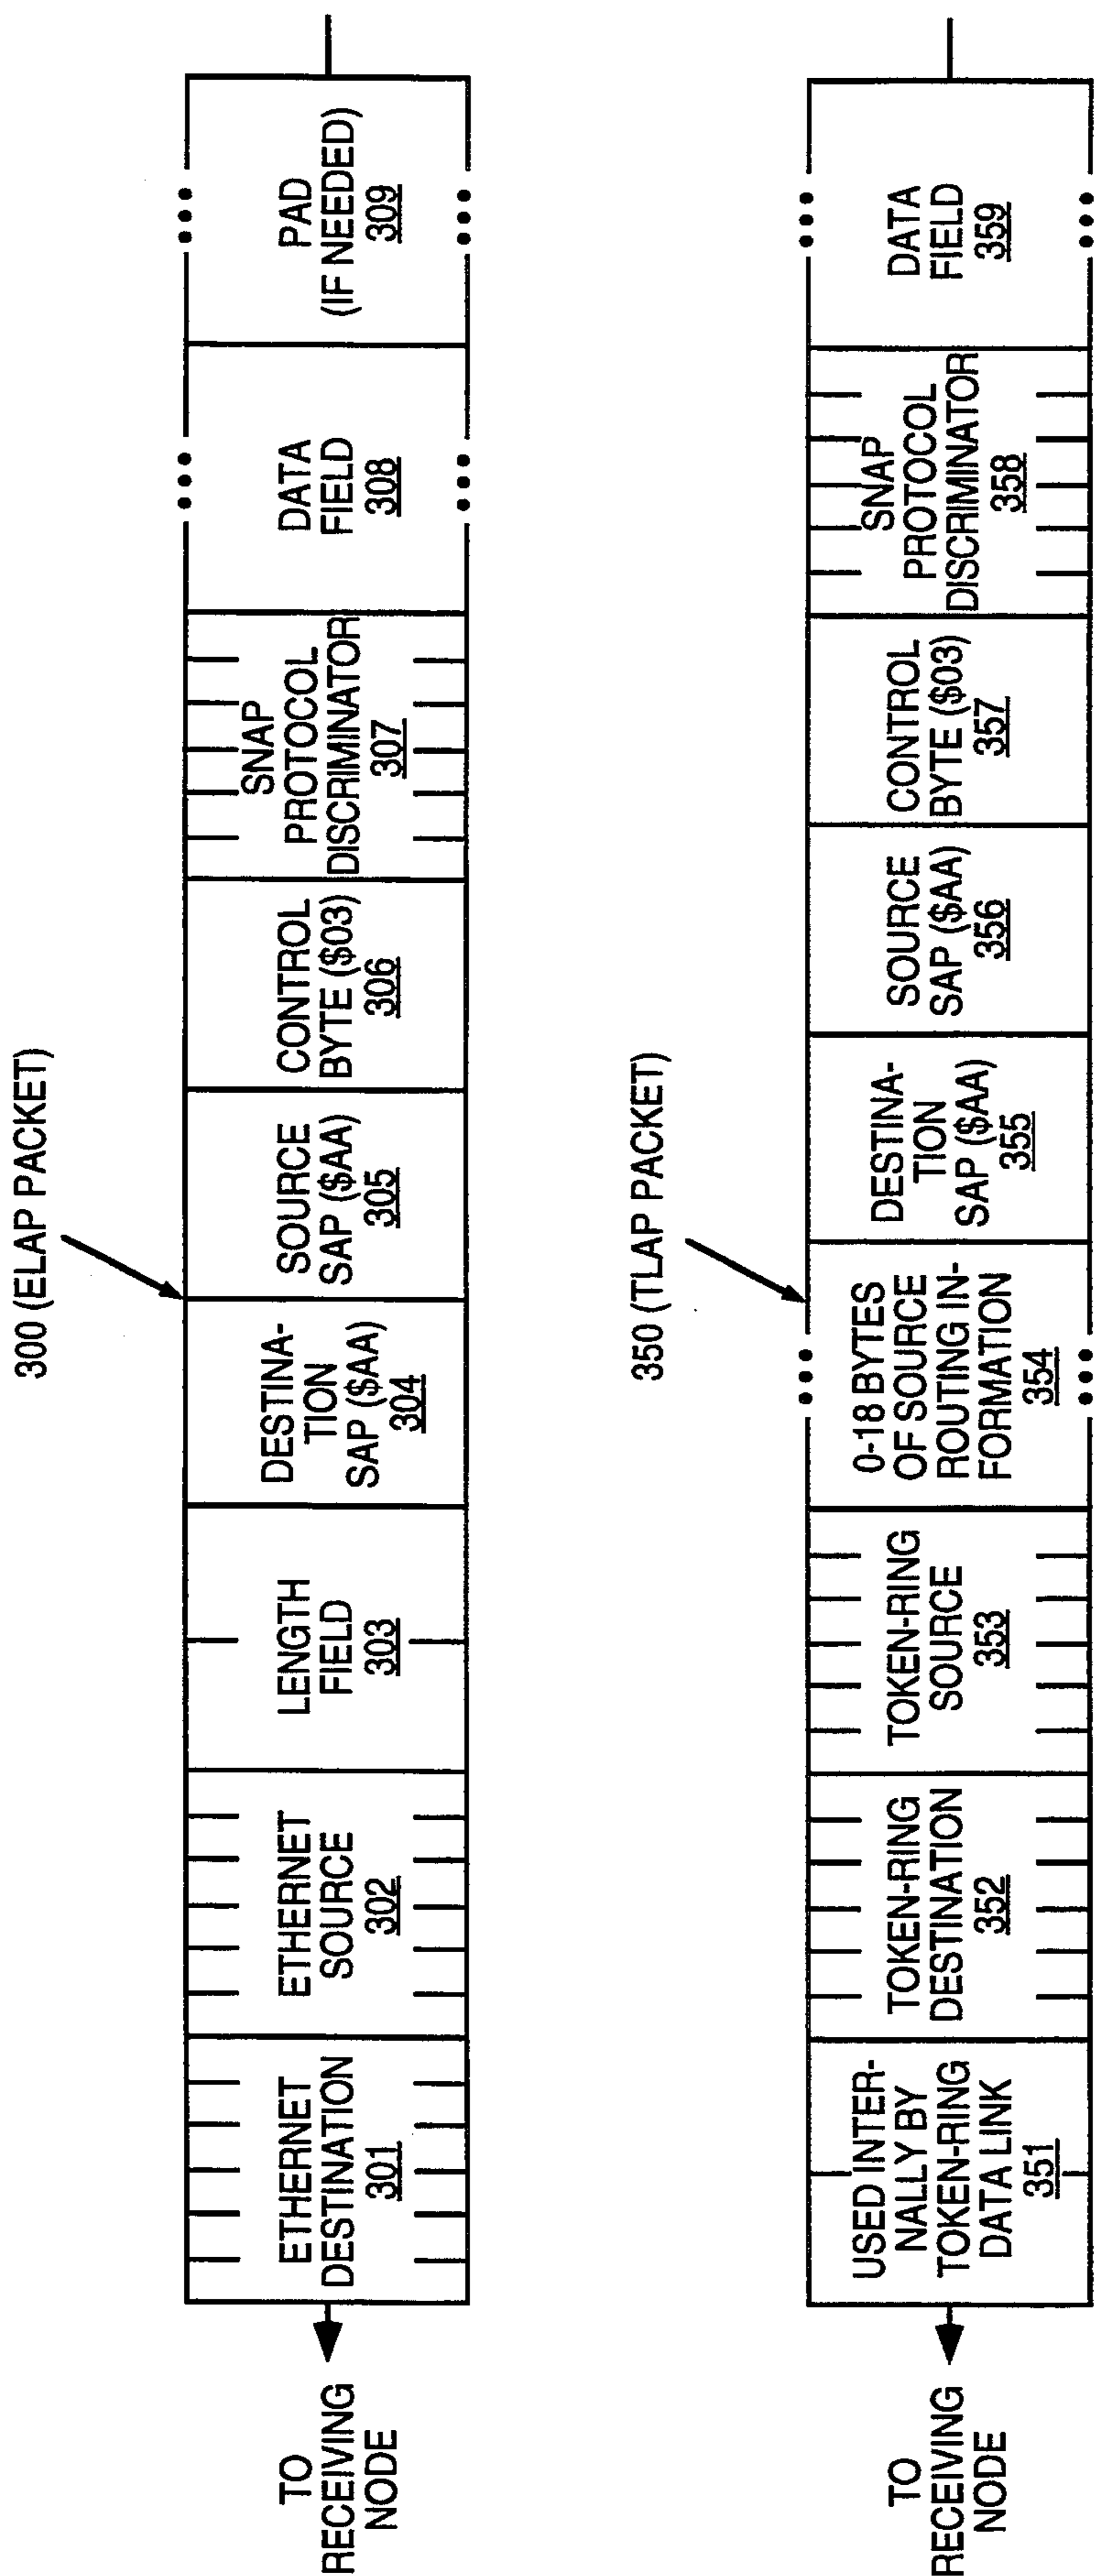 300 (ELAP PACKET)
TO
RECEIVING
NODE
ETHERNET
DESTINATION
301
ETHERNET
SOURCE
302
LENGTH
FIELD
303
DESTINA-
TION
SAP ($AA)
304
SOURCE
SAP ($AA)
305
CONTROL
BYTE ($03)
306
SNAP
PROTOCOL
DISCRIMINATOR
307
DATA
FIELD
308
PAD
(IF NEEDED)
309
350 (TLAP PACKET)
TO
RECEIVING
NODE
USED INTER-
NALLY BY
TOKEN-RING
DATA LINK
351
TOKEN-RING
DESTINATION
352
TOKEN-RING
SOURCE
353
0-18 BYTES
OF SOURCE
ROUTING IN-
FORMATION
354
DESTINA-
TION
SAP ($AA)
355
SOURCE
SAP ($AA)
356
CONTROL
BYTE ($03)
357
SNAP
PROTOCOL
DISCRIMINATOR
358
DATA
FIELD
359